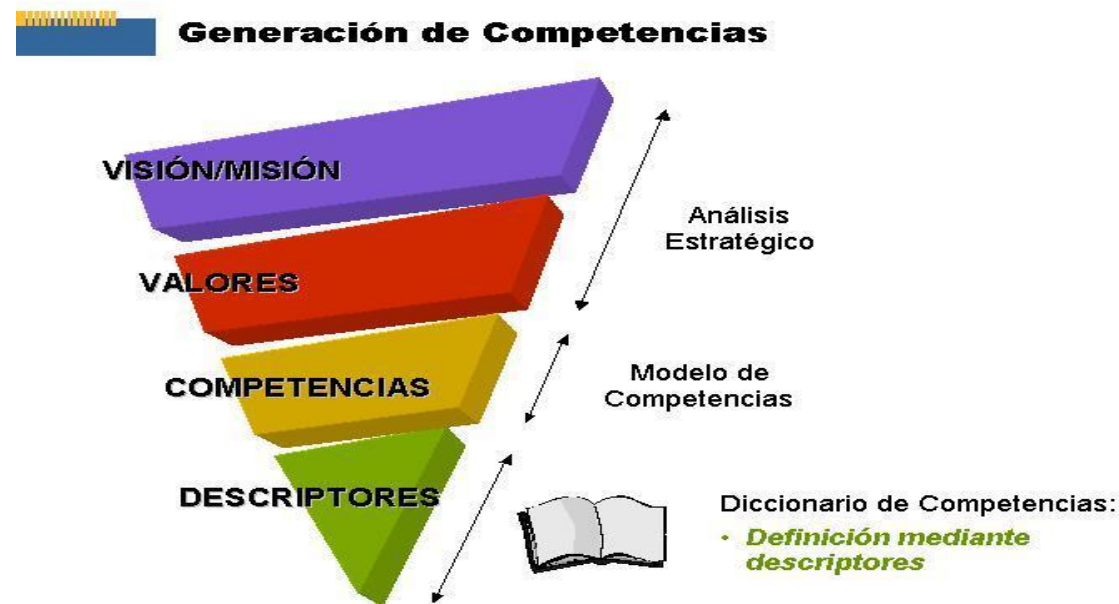 Generación de Competencias
VISIÓN/MISIÓN
Análisis
Estratégico
VALORES
Modelo de
Competencias
COMPETENCIAS
DESCRIPTORES
Diccionario de Competencias:
• Definición mediante
descriptores